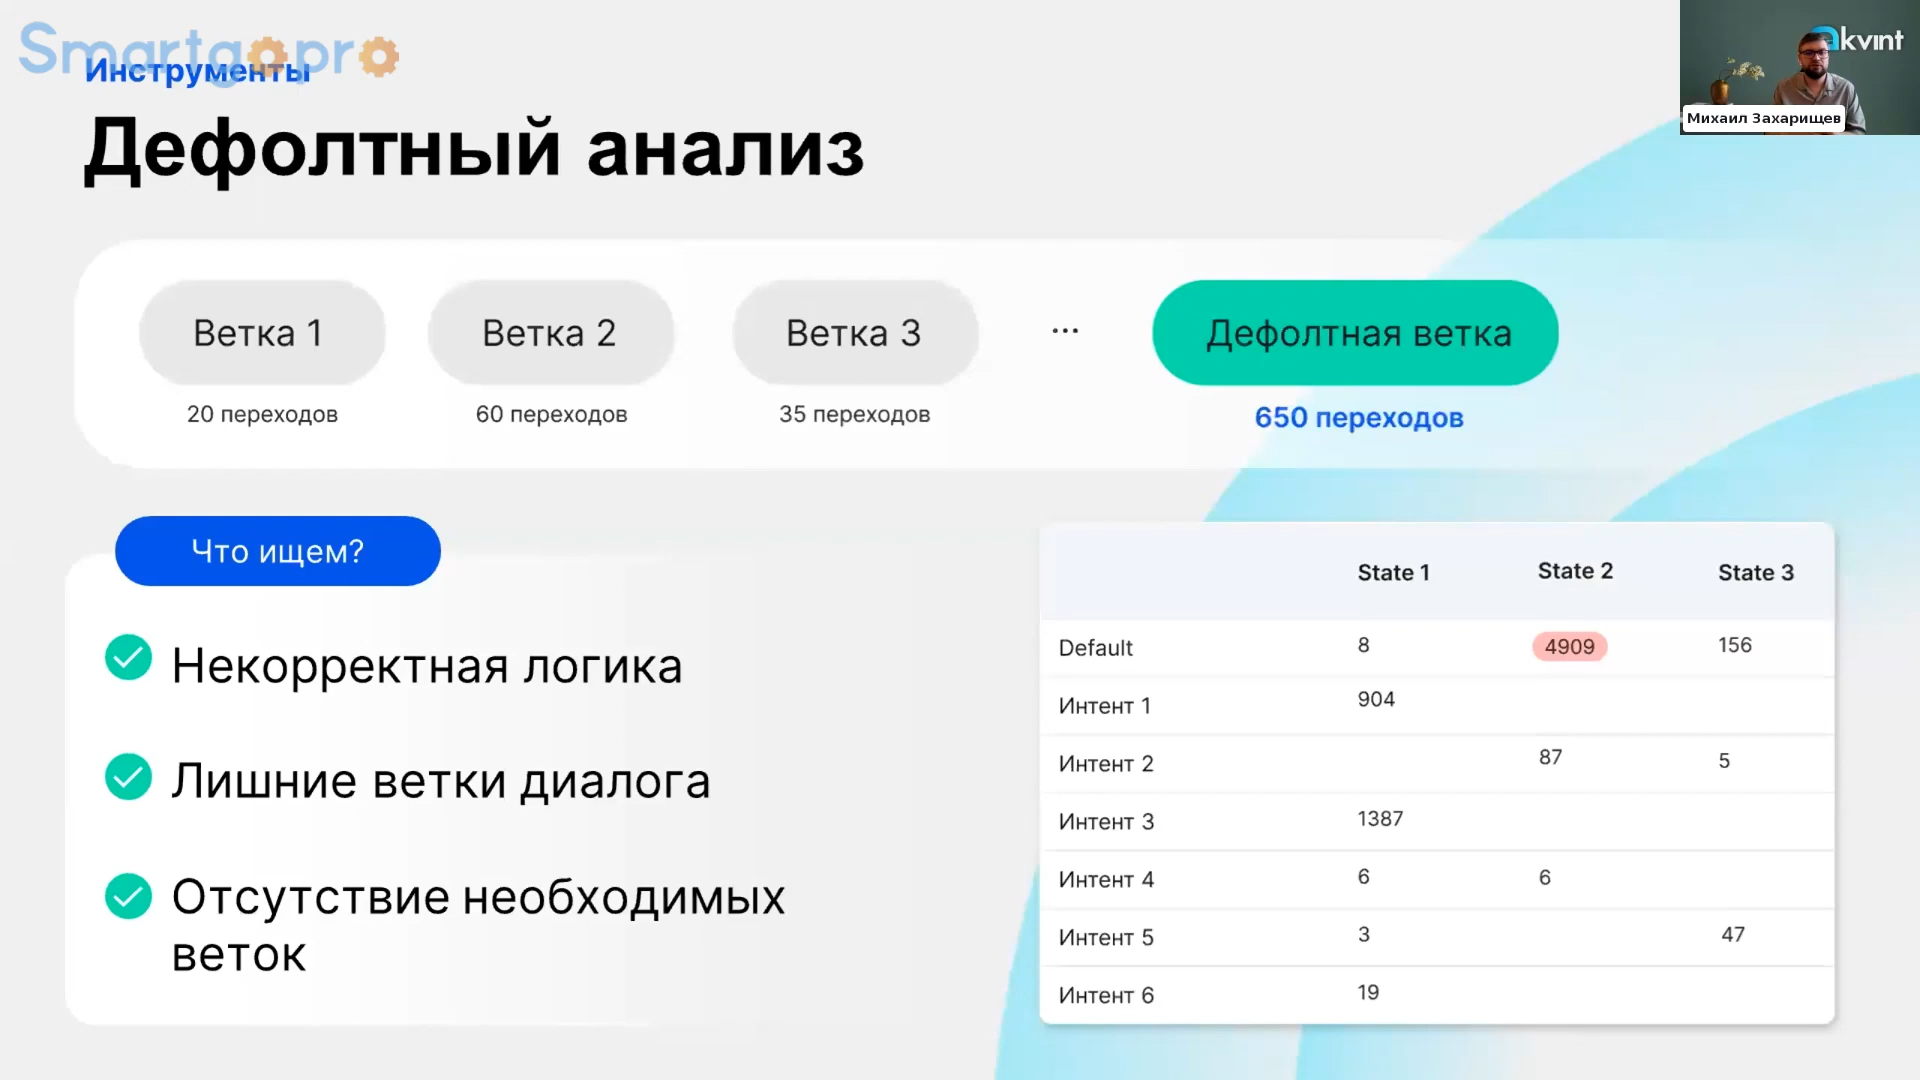 Smartgopro
Инструменты
kvint
Михаил Захарищев
Дефолтный анализ
Ветка 1
Ветка 2
Ветка 3
...
Дефолтная ветка
20 переходов
60 переходов
35 переходов
650 переходов
Что ищем?
Некорректная логика
Лишние ветки диалога
Отсутствие необходимых
веток
State 1 State 2 State 3
Default 8 4909 156
Интент 1 904
Интент 2 87 5
Интент 3 1387
Интент 4 6 6
Интент 5 3 47
Интент 6 19